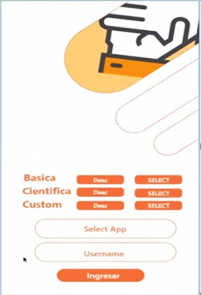 Basica Desc SELECT
Cientifica Desc SELECT
Custom Desc SELECT
Select App
Username
Ingresar